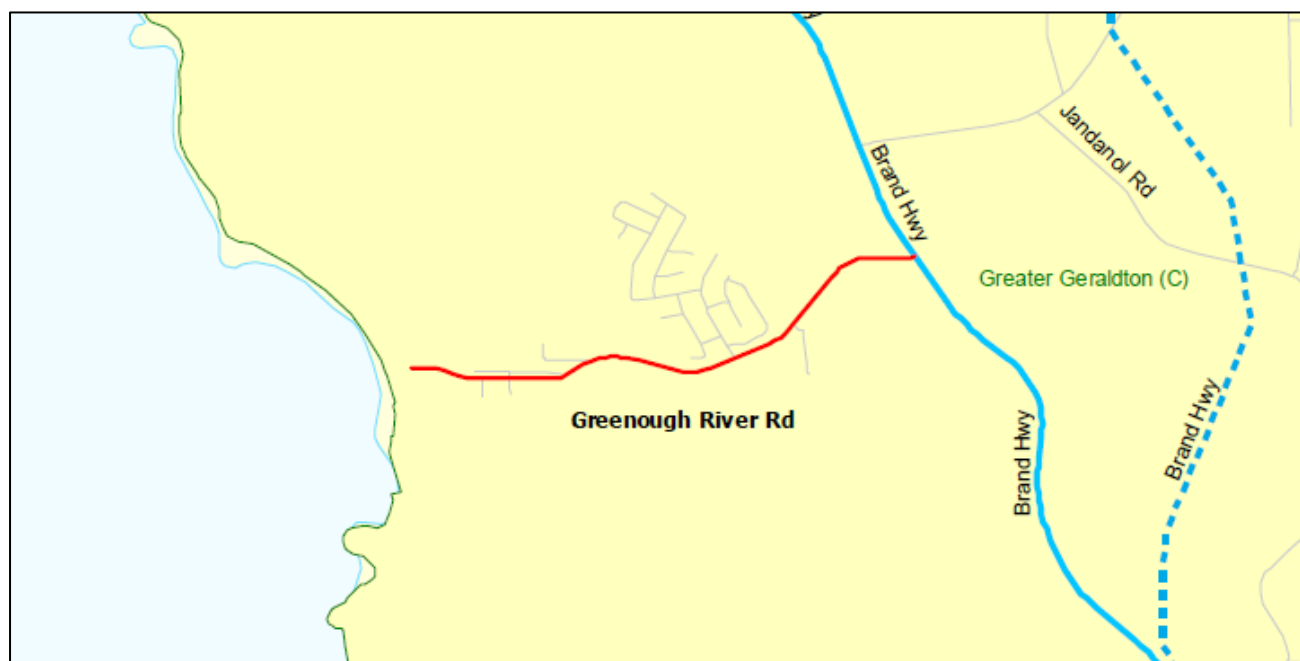 Brand Hwy
Jandanol Rd
Greater Geraldton (C)
Greenough River Rd
Brand Hwy
Brand Hwy